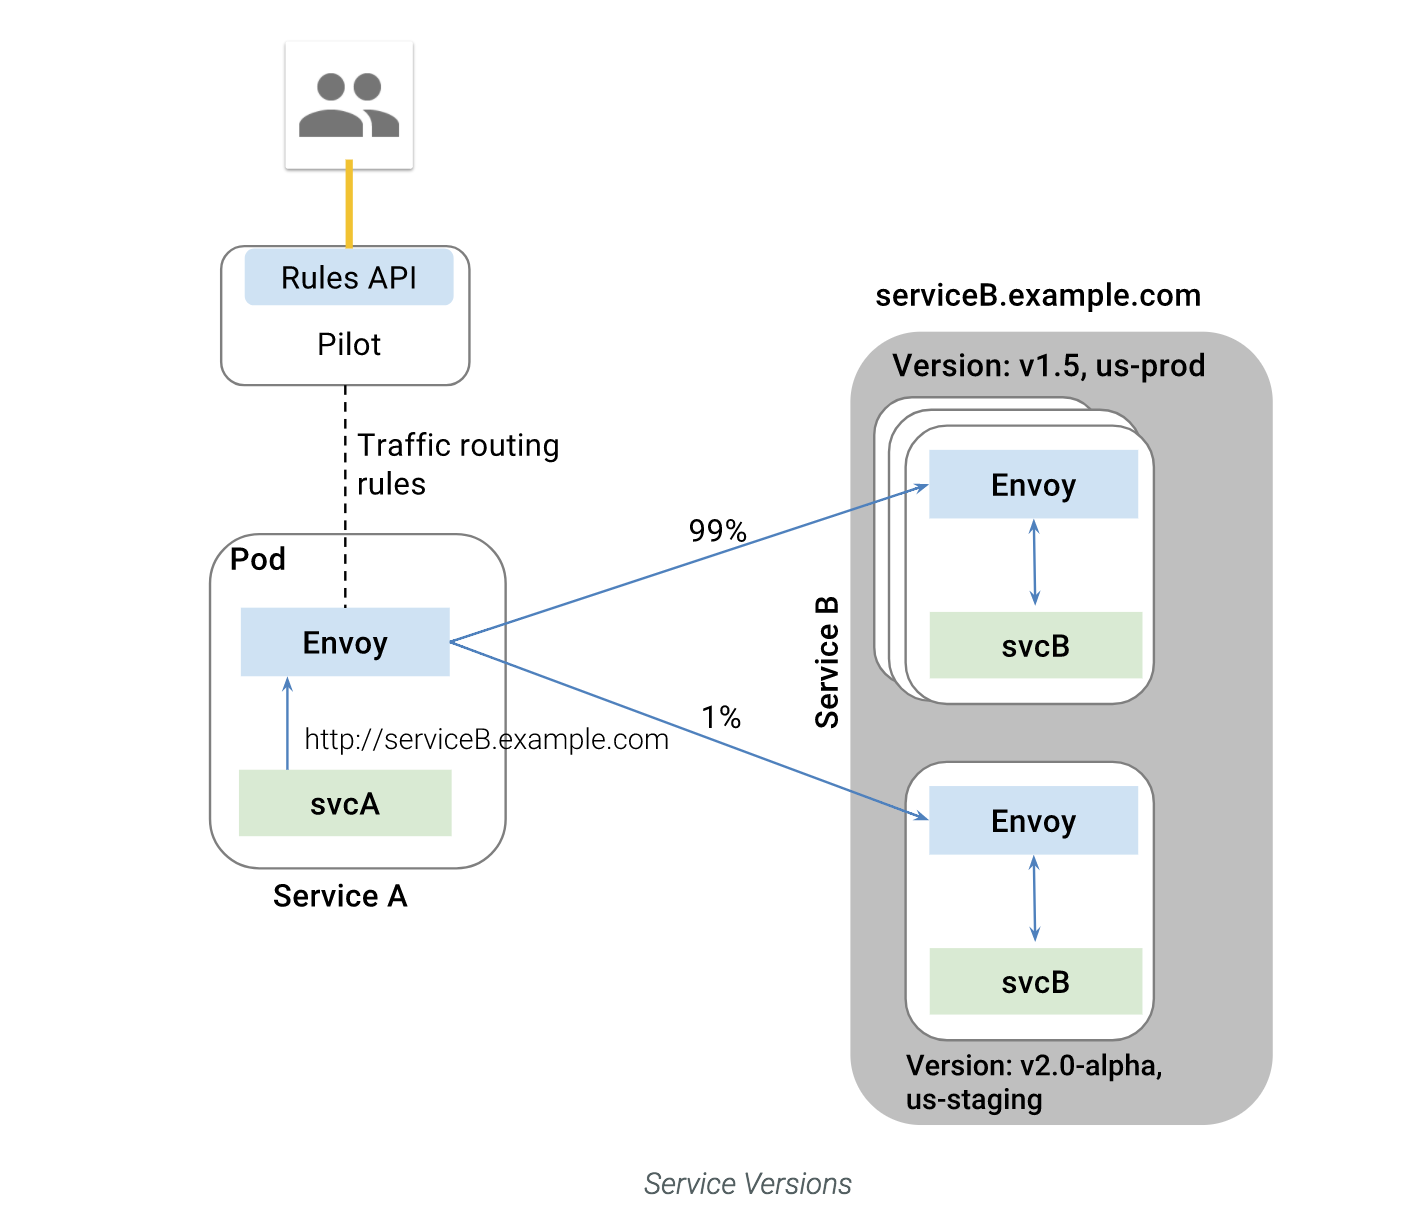 Rules API
Pilot
Traffic routing
rules
Pod
Envoy
http://serviceB.example.com
svcA
Service A
99%
1%
serviceB.example.com
Version: v1.5, us-prod
Envoy
svcB
Service B
Envoy
svcB
Version: v2.0-alpha,
us-staging
Service Versions